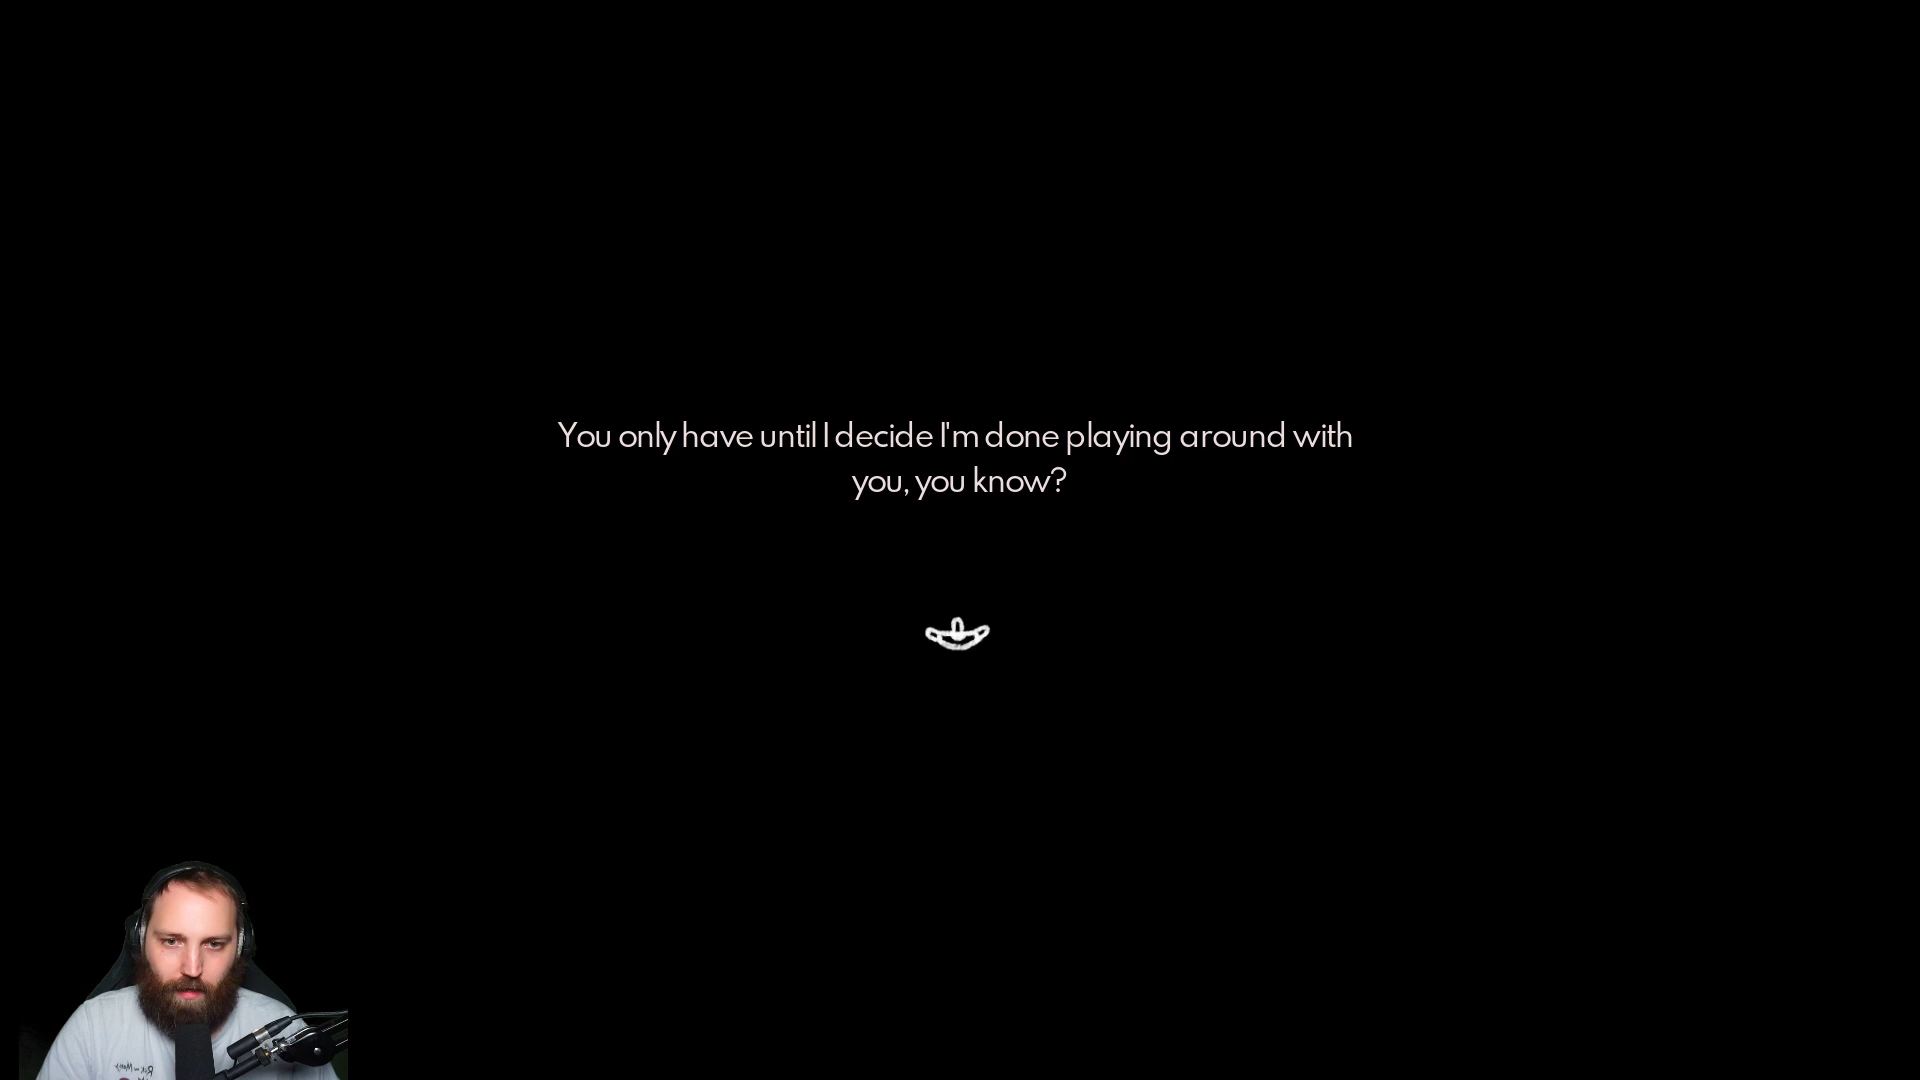 You only have until I decide I'm done playing around with
you, you know?